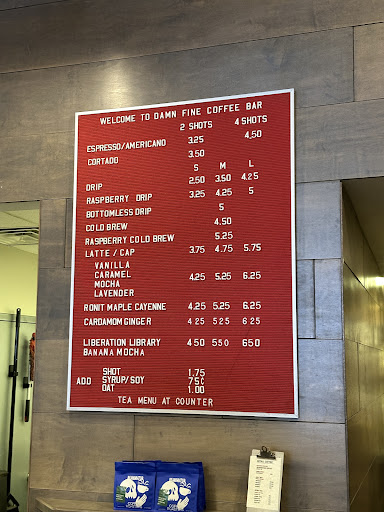 WELCOME TO DAMN FINE COFFEE BAR
2 SHOTS 4 SHOTS
ESPRESSO/AMERICANO 3.25 4.50
CORTADO 3.50
S M L
DRIP 2.50 3.50 4.25
RASPBERRY DRIP 3.25 4.25 5
BOTTOMLESS DRIP 5
COLD BREW 4.50
RASPBERRY COLD BREW 5.25
LATTE / CAP 3.75 4.75 5.75
VANILLA
CARAMEL 4.25 5.25 6.25
MOCHA
LAVENDER
RONIT MAPLE CAYENNE 4.25 5.25 6.25
CARDAMOM GINGER 4 25 5 25 6 25
LIBERATION LIBRARY 4 50 5 5 0 6 5 0
BANANA MOCHA
SHOT 1.75
ADD SYRUP/SOY 75¢
OAT 1.00
TEA MENU AT COUNTER